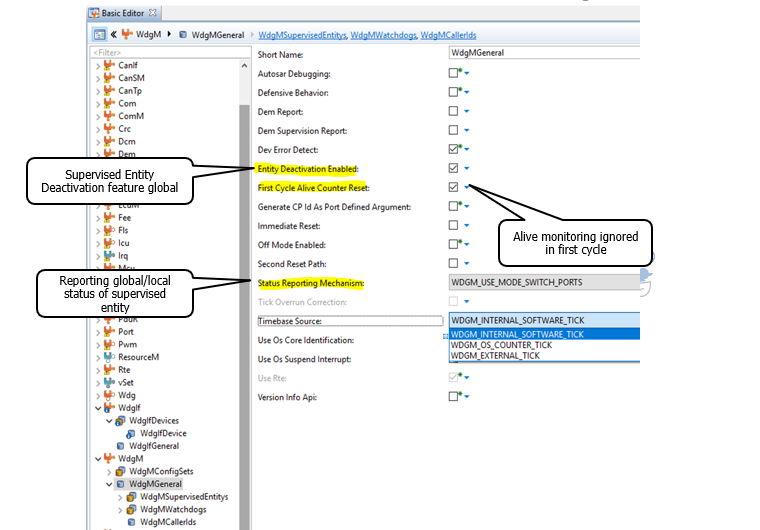 Basic Editor
WdgM
WdgMGeneral
WdgMSupervisedEntitys, WdgMWatchdogs, WdgMCallerIds
<Filter>
CanIf
CanSM
CanTp
Com
ComM
Crc
Dcm
Dem
Fee
Fls
Icu
Irq
Port
Pwm
ResourceM
Rte
vSet
Wdg
WdgIf
WdgIfDevices
WdgIfDevice
WdgIfGeneral
WdgM
WdgMConfigSets
WdgMGeneral
WdgMSupervisedEntitys
WdgMWatchdogs
WdgMCallerIds
Short Name:
WdgMGeneral
Autosar Debugging:
Defensive Behavior:
Dem Report:
Dem Supervision Report:
Dev Error Detect:
Entity Deactivation Enabled:
First Cycle Alive Counter Reset:
Generate CP Id As Port Defined Argument:
Immediate Reset:
Off Mode Enabled:
Second Reset Path:
Status Reporting Mechanism:
WDGM_USE_MODE_SWITCH_PORTS
Tick Overrun Correction:
Timebase Source:
WDGM_INTERNAL_SOFTWARE_TICK
WDGM_INTERNAL_SOFTWARE_TICK
WDGM_OS_COUNTER_TICK
WDGM_EXTERNAL_TICK
Use Os Core Identification:
Use Os Suspend Interrupt:
Use Rte:
Version Info Api:
Supervised Entity
Deactivation feature global
Reporting global/local
status of supervised
entity
Alive monitoring ignored
in first cycle